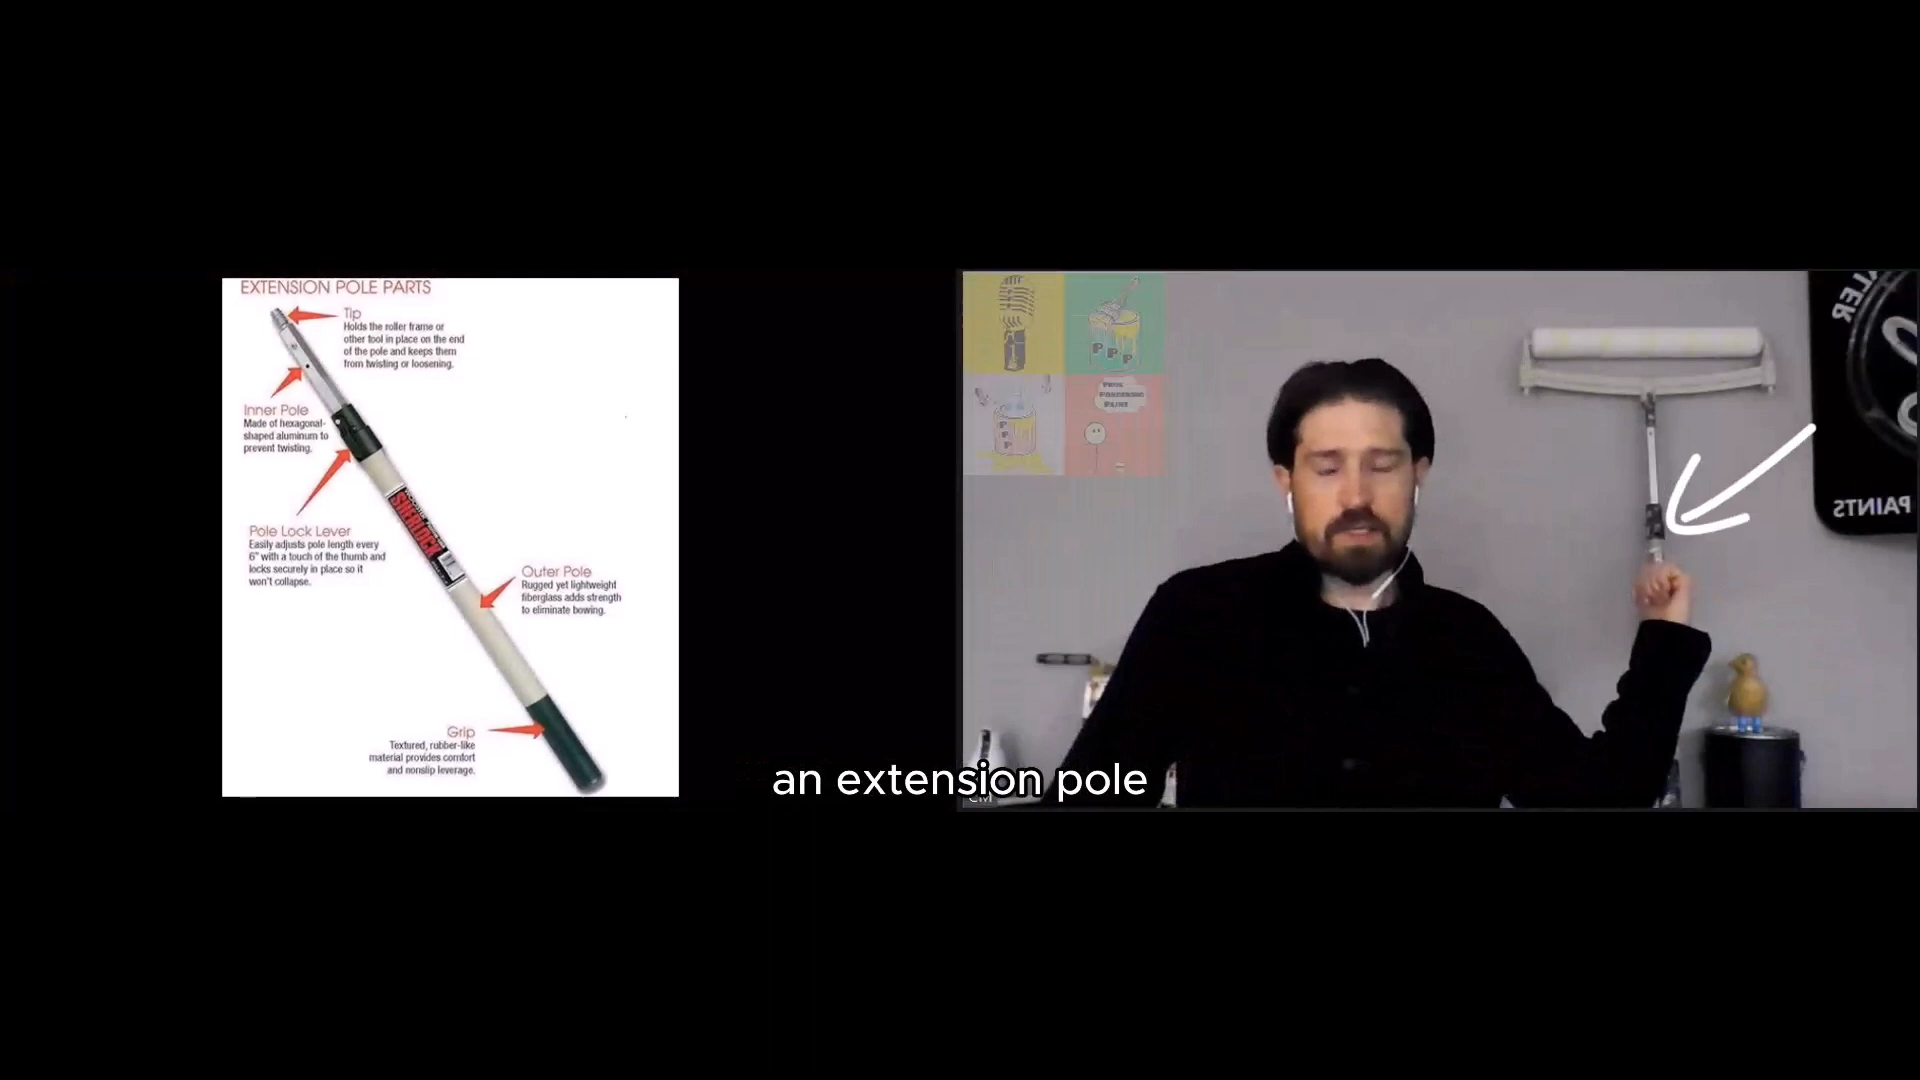 EXTENSION POLE PARTS
Tip
Holds the roller frame or
other tool in place on the end
of the pole and keeps them
from twisting or loosening.
Inner Pole
Made of hexagonal-
shaped aluminum to
prevent twisting.
Pole Lock Lever
Easily adjusts pole length every
6" with a touch of the thumb and
locks securely in place so it
won't collapse.
SHERLOCK
Outer Pole
Rugged yet lightweight
fiberglass adds strength
to eliminate bowing.
Grip
Textured, rubber-like
material provides comfort
and nonslip leverage.
P P P
P
P
P
PAINTS
an extension pole